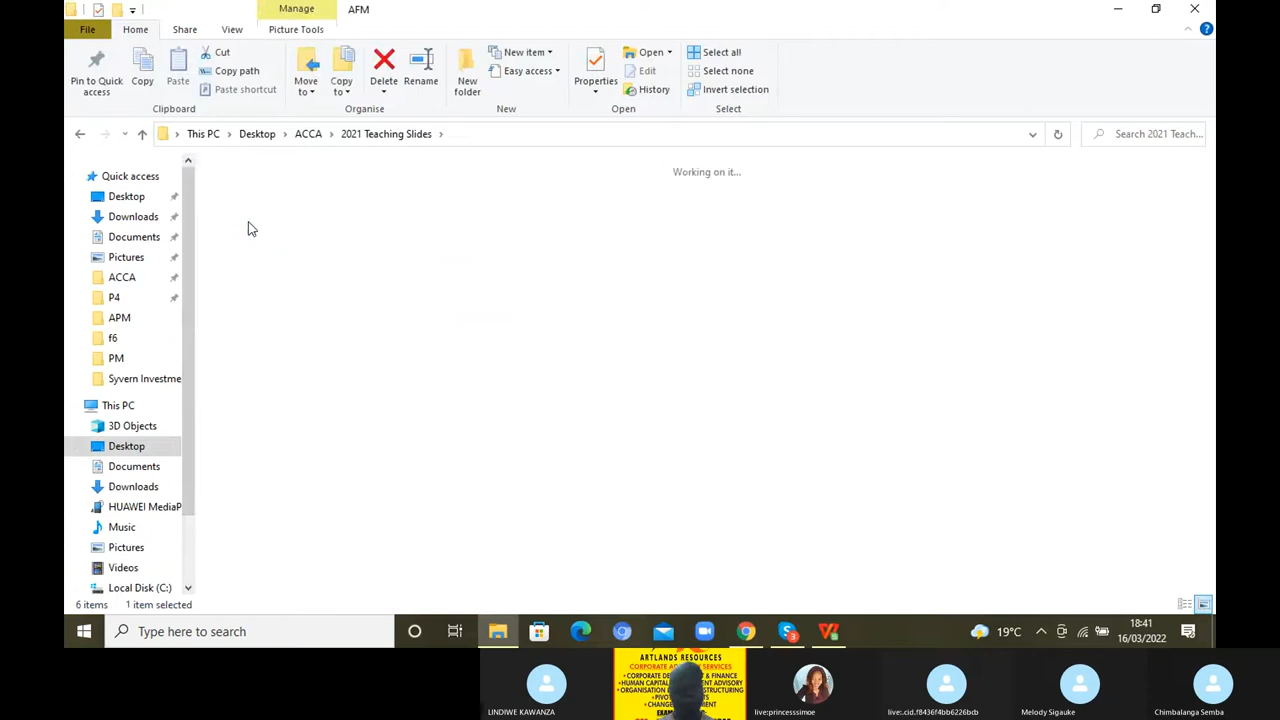 Manage
AFM
File
Home
Share
View
Picture Tools
Pin to Quick access
Copy
Paste
Cut
Copy path
Paste shortcut
Clipboard
Move to
Copy to
Delete
Rename
Organise
New folder
New item
Easy access
New
Properties
Open
Edit
History
Open
Select all
Select none
Invert selection
Select
This PC
Desktop
ACCA
2021 Teaching Slides
Search 2021 Teach...
Working on it...
Quick access
Desktop
Downloads
Documents
Pictures
ACCA
P4
APM
f6
PM
Syvern Investme
This PC
3D Objects
Desktop
Documents
Downloads
HUAWEI MediaP
Music
Pictures
Videos
Local Disk (C:)
6 items
1 item selected
Type here to search
3
19°C
18:41
16/03/2022
LINDIWE KAWANZA
ARTLANDS RESOURCES
live:princesssimoe
live:.cid.f8436f4bb6226bcb
Melody Sigauke
Chimbalanga Semba